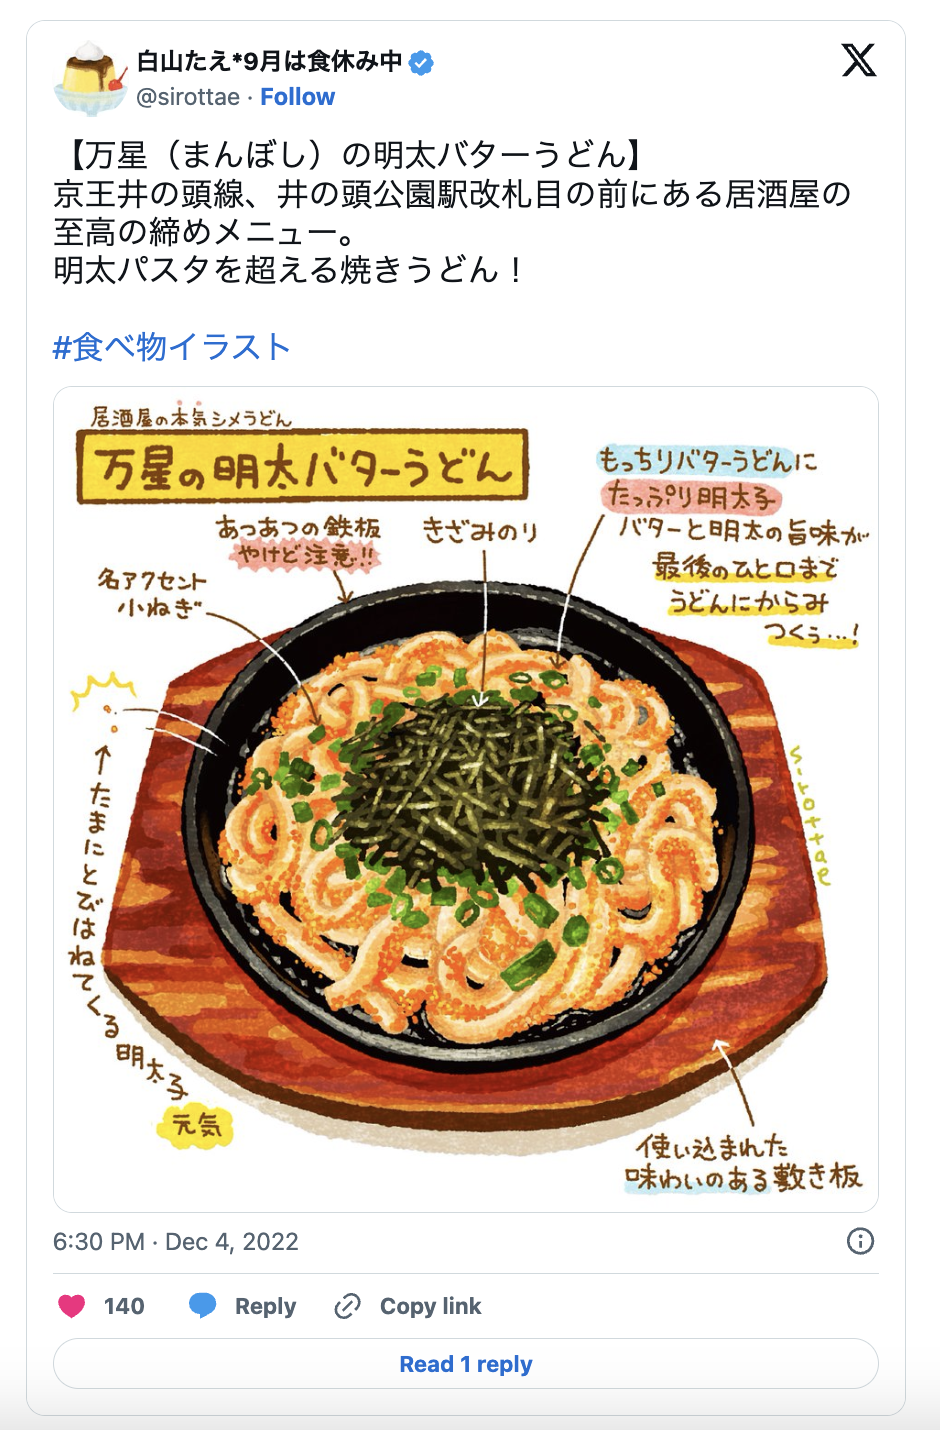 白山たえ*9月は食休み中
@sirottae · Follow
【万星（まんぼし）の明太バターうどん】
京王井の頭線、井の頭公園駅改札目の前にある居酒屋の
至高の締めメニュー。
明太パスタを超える焼きうどん！
#食べ物イラスト
居酒屋の本気シメうどん
万星の明太バターうどん
もっちりバターうどんに
たっぷり明太子
バターと明太の旨味が
最後のひと口まで
うどんにからみ
つくぅ…!
あつあつの鉄板
やけど注意!!
きざみのり
名アクセント
小ねぎ
↑たまにとびはねてくる明太子
元気
sirottae
使い込まれた
味わいのある敷き板
6:30 PM · Dec 4, 2022
140 Reply Copy link
Read 1 reply